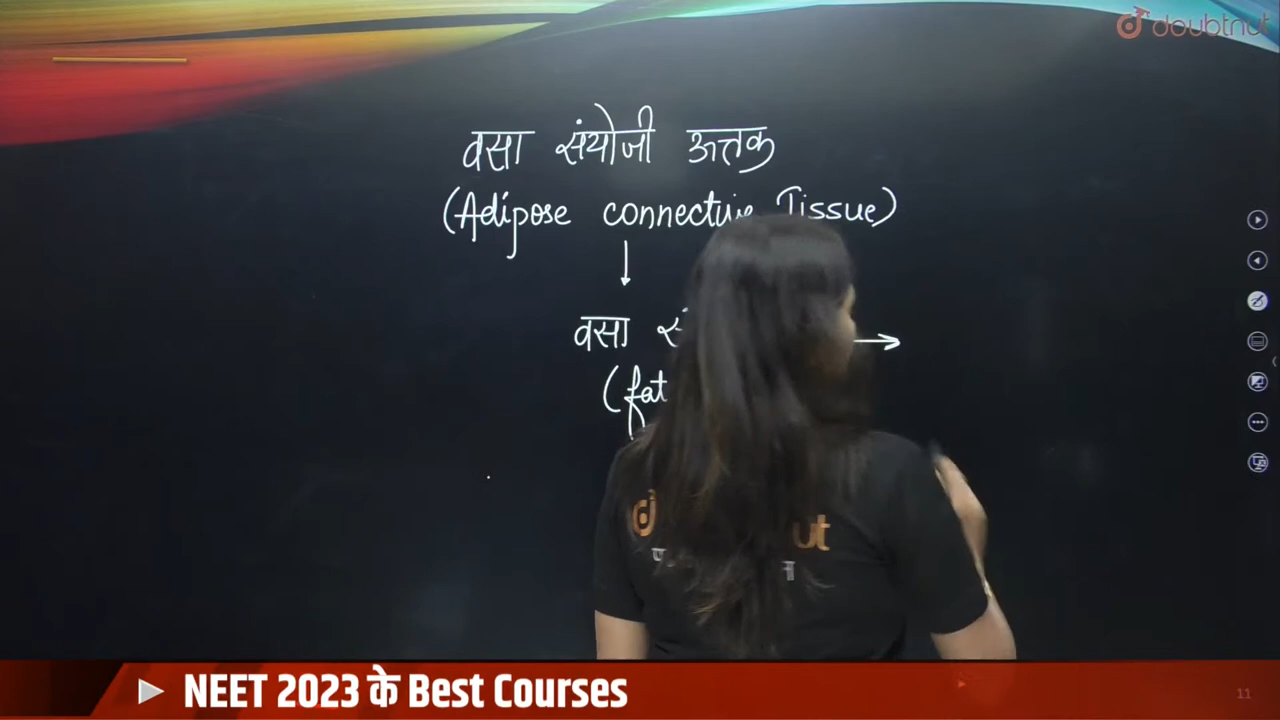 doubtnut
वसा संयोजी ऊत्तक
(Adipose connective Tissue)
वसा
(fat
NEET 2023 के Best Courses
11